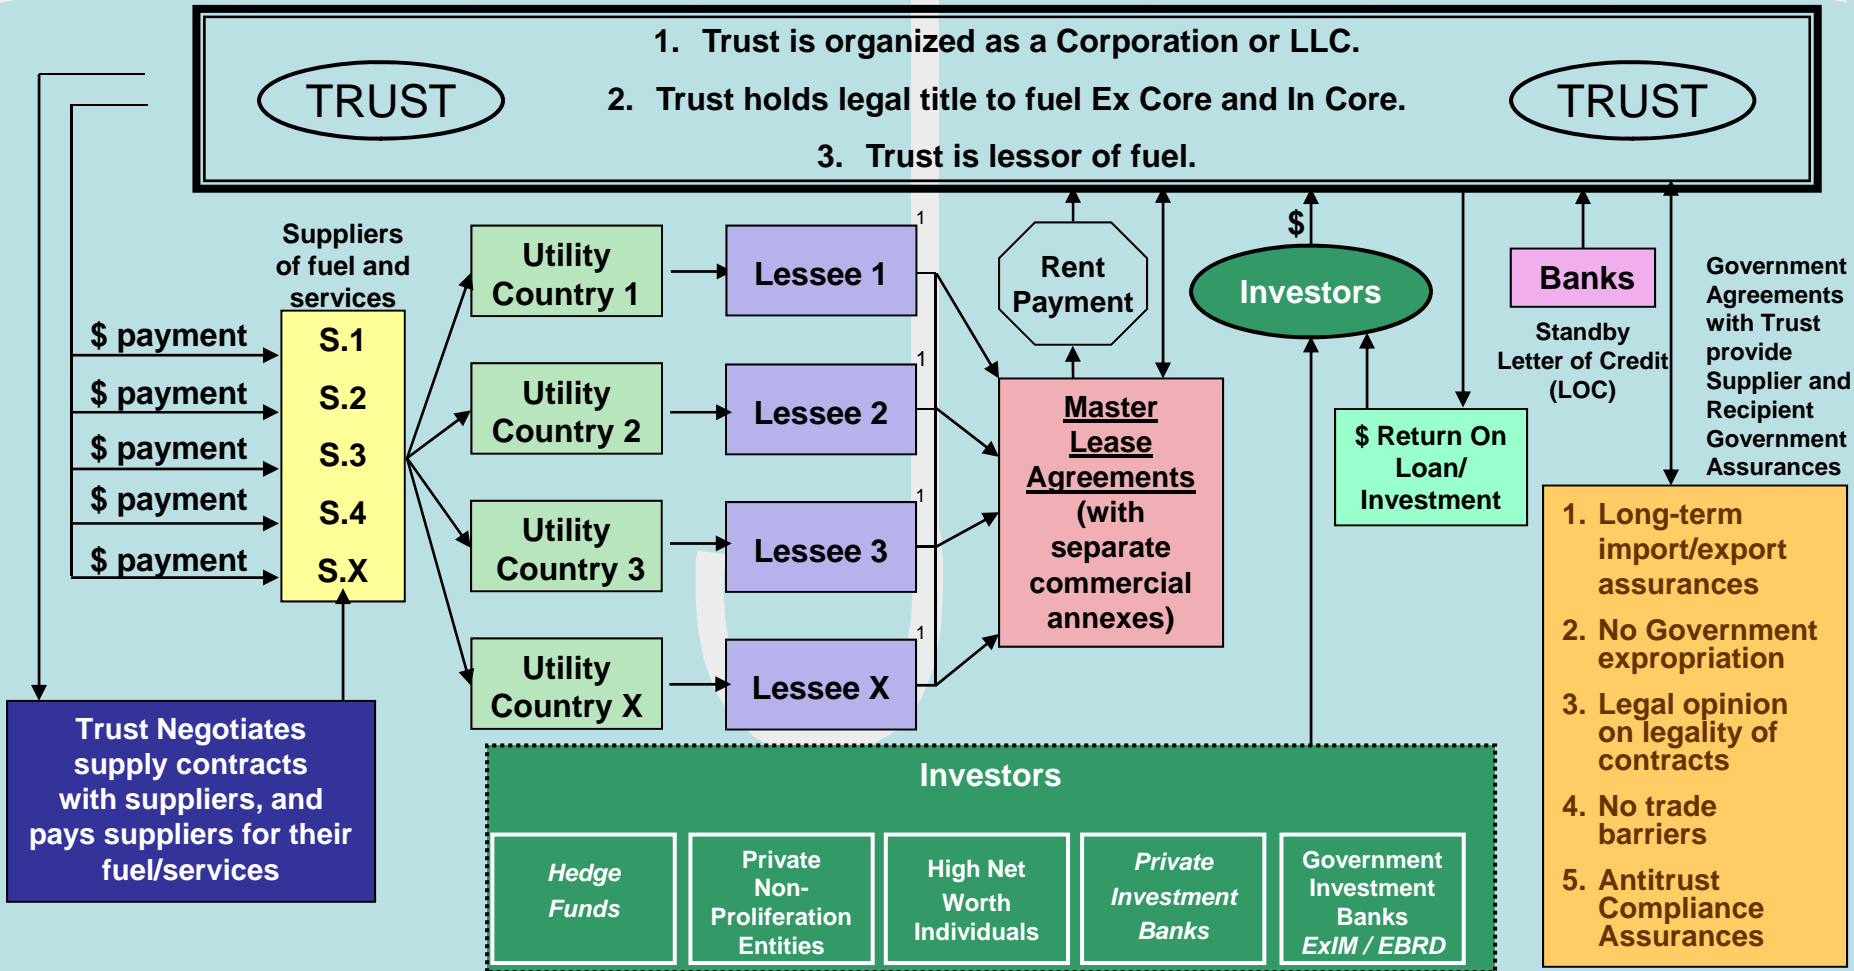 1. Trust is organized as a Corporation or LLC.
TRUST
2. Trust holds legal title to fuel Ex Core and In Core.
TRUST
3. Trust is lessor of fuel.
Suppliers
of fuel and
services
$ payment
$ payment
$ payment
$ payment
$ payment
S.1
S.2
S.3
S.4
S.X
Utility
Country 1
Utility
Country 2
Utility
Country 3
Utility
Country X
Lessee 1
1
Lessee 2
1
Lessee 3
1
Lessee X
1
Rent
Payment
Master
Lease
Agreements
(with
separate
commercial
annexes)
$
Investors
$ Return On
Loan/
Investment
Banks
Standby
Letter of Credit
(LOC)
Government
Agreements
with Trust
provide
Supplier and
Recipient
Government
Assurances
1. Long-term
import/export
assurances
2. No Government
expropriation
3. Legal opinion
on legality of
contracts
4. No trade
barriers
5. Antitrust
Compliance
Assurances
Trust Negotiates
supply contracts
with suppliers, and
pays suppliers for their
fuel/services
Investors
Hedge
Funds
Private
Non-
Proliferation
Entities
High Net
Worth
Individuals
Private
Investment
Banks
Government
Investment
Banks
ExIM / EBRD